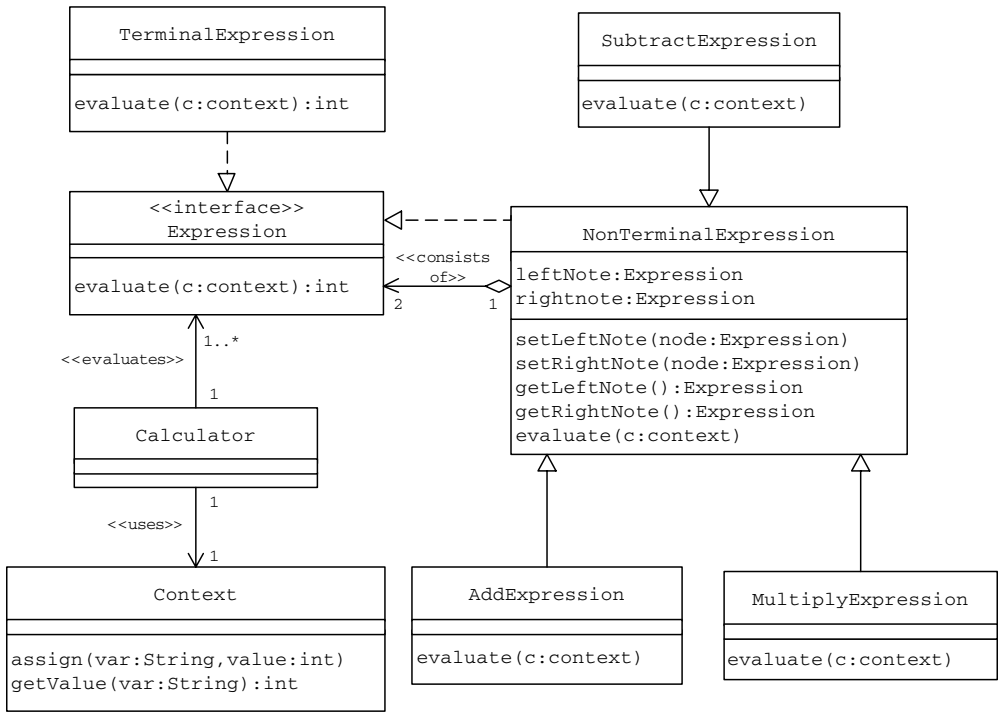 TerminalExpression
evaluate(c:context):int
SubtractExpression
evaluate(c:context)
<<interface>>
Expression
evaluate(c:context):int
<<consists
of>>
2
1
NonTerminalExpression
leftNote:Expression
rightnote:Expression
setLeftNote(node:Expression)
setRightNote(node:Expression)
getLeftNote():Expression
getRightNote():Expression
evaluate(c:context)
1..*
<<evaluates>>
1
Calculator
1
<<uses>>
1
Context
assign(var:String,value:int)
getValue(var:String):int
AddExpression
evaluate(c:context)
MultiplyExpression
evaluate(c:context)